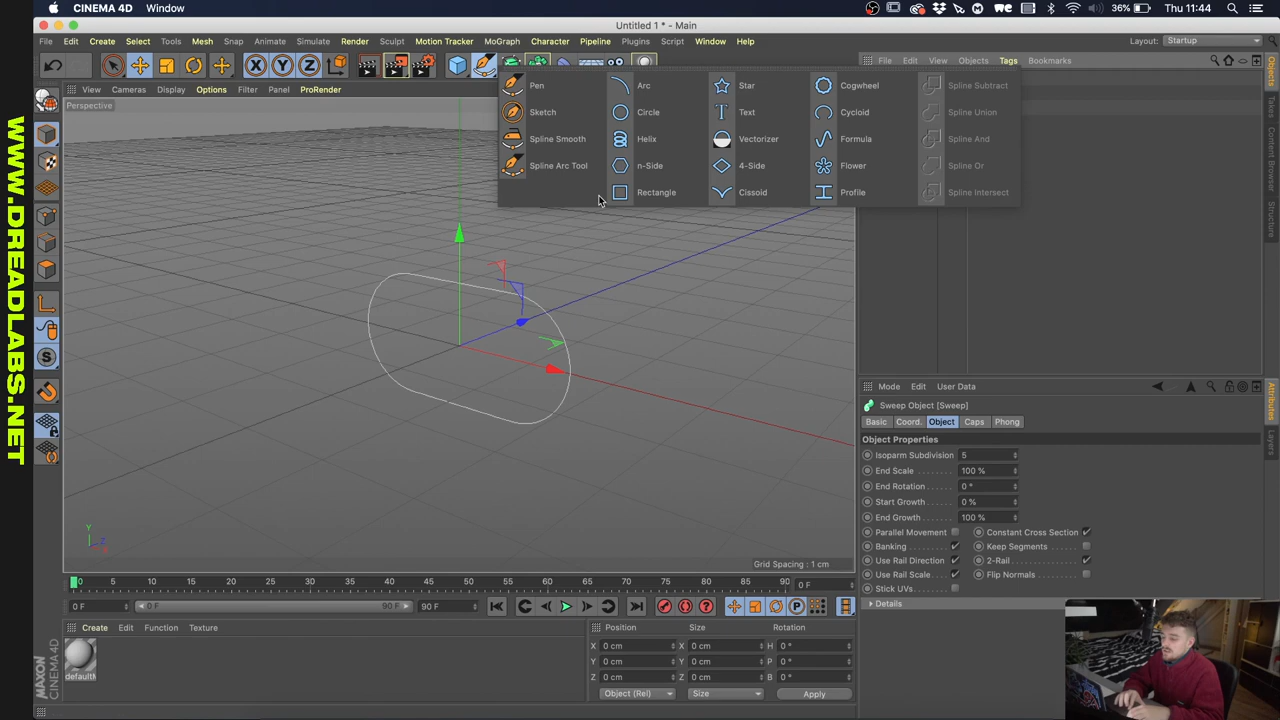 CINEMA 4D Window 36% Thu 11:44
Untitled 1 * - Main
File Edit Create Select Tools Mesh Snap Animate Simulate Render Sculpt Motion Tracker MoGraph Character Pipeline Plugins Script Window Help Layout: Startup
File Edit View Objects Tags Bookmarks
View Cameras Display Options Filter Panel ProRender
Perspective
Pen Arc Star Cogwheel Spline Subtract
Sketch Circle Text Cycloid Spline Union
Spline Smooth Helix Vectorizer Formula Spline And
Spline Arc Tool n-Side 4-Side Flower Spline Or
Rectangle Cissoid Profile Spline Intersect
WWW.DREADLABS.NET
Objects
Takes
Content Browser
Structure
Mode Edit User Data
Attributes
Layers
Sweep Object [Sweep]
Basic Coord. Object Caps Phong
Object Properties
Isoparm Subdivision 5
End Scale 100 %
End Rotation 0 °
Start Growth 0 %
End Growth 100 %
Parallel Movement Constant Cross Section
Banking Keep Segments
Use Rail Direction 2-Rail
Use Rail Scale Flip Normals
Stick UVs
Details
Y
Z
X
Grid Spacing : 1 cm
0 5 10 15 20 25 30 35 40 45 50 55 60 65 70 75 80 85 90 0 F
0 F 0 F 90 F 90 F
Create Edit Function Texture
Position Size Rotation
X 0 cm X 0 cm H 0 °
Y 0 cm Y 0 cm P 0 °
Z 0 cm Z 0 cm B 0 °
Object (Rel) Size Apply
MAXON
CINEMA 4D